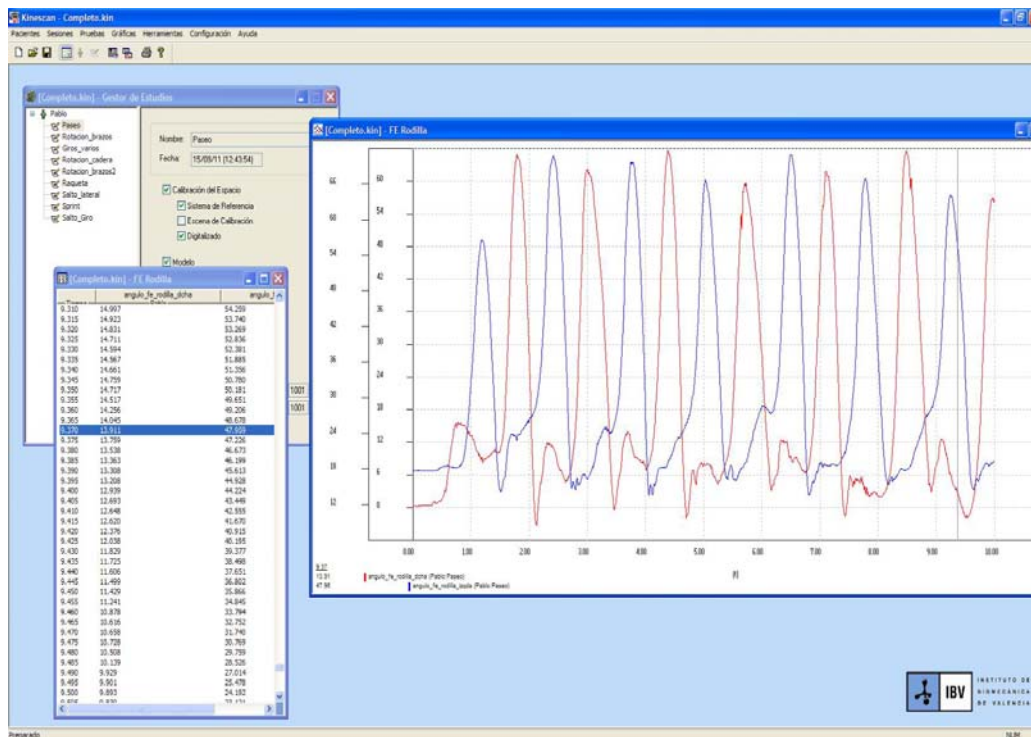 Kinescan - Completo.kin
Pacientes Sesiones Pruebas Gráficas Herramientas Configuración Ayuda
[Completo.kin] - Gestor de Estudios
Pablo
Paseo
Rotacion_brazos
Giros_varios
Rotacion_cadera
Rotacion_brazos2
Raqueta
Salto_lateral
Sprint
Salto_Giro
Nombre: Paseo
Fecha: 15/09/11 (12:43:54)
Calibración del Espacio
Sistema de Referencia
Escena de Calibración
Digitalizado
Modelo
1001
1001
[Completo.kin] - FE Rodilla
angulo_fe_rodilla_dcha
9.310 14.997 54.259
9.315 14.923 53.740
9.320 14.831 53.269
9.325 14.711 52.836
9.330 14.594 52.381
9.335 14.567 51.885
9.340 14.661 51.356
9.345 14.759 50.780
9.350 14.717 50.191
9.355 14.517 49.651
9.360 14.256 49.206
9.365 14.045 48.678
9.370 13.911 47.959
9.375 13.759 47.226
9.380 13.538 46.673
9.385 13.363 46.199
9.390 13.308 45.613
9.395 13.208 44.928
9.400 12.939 44.224
9.405 12.693 43.449
9.410 12.648 42.555
9.415 12.620 41.670
9.420 12.376 40.915
9.425 12.038 40.195
9.430 11.829 39.377
9.435 11.725 38.498
9.440 11.606 37.651
9.445 11.499 36.802
9.450 11.429 35.866
9.455 11.241 34.845
9.460 10.878 33.794
9.465 10.616 32.752
9.470 10.658 31.740
9.475 10.728 30.769
9.480 10.508 29.759
9.485 10.139 28.526
9.490 9.929 27.014
9.495 9.901 25.478
9.500 9.893 24.192
[Completo.kin] - FE Rodilla
66 60
60 54
54 48
48 42
42 36
36 30
30 24
24 18
18 12
12 6
0
0.00 1.00 2.00 3.00 4.00 5.00 6.00 7.00 8.00 9.00 10.00
9.37
13.91 angulo_fe_rodilla_dcha (Pablo Paseo)
47.96 angulo_fe_rodilla_izqda (Pablo Paseo)
IBV
INSTITUTO DE
BIOMECÁNICA
DE VALENCIA
Preparado
NUM